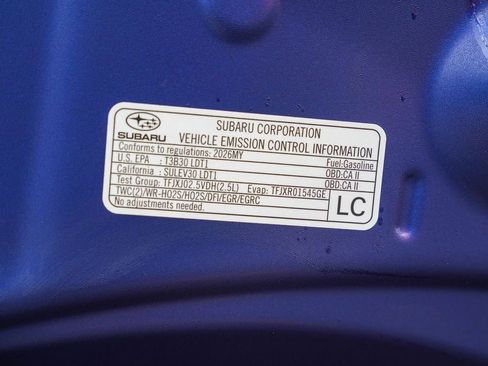 SUBARU CORPORATION
SUBARU VEHICLE EMISSION CONTROL INFORMATION
Conforms to regulations: 2026MY Fuel:Gasoline
U.S. EPA : T3B30 LDT1 OBD:CA II
California : SULEV30 LDT1 OBD:CA II
Test Group: TFJXJ02.5VDH(2.5L) Evap: TFJXR01545GE
TWC(2)/WR-HO2S/HO2S/DFI/EGR/EGRC
No adjustments needed.
LC